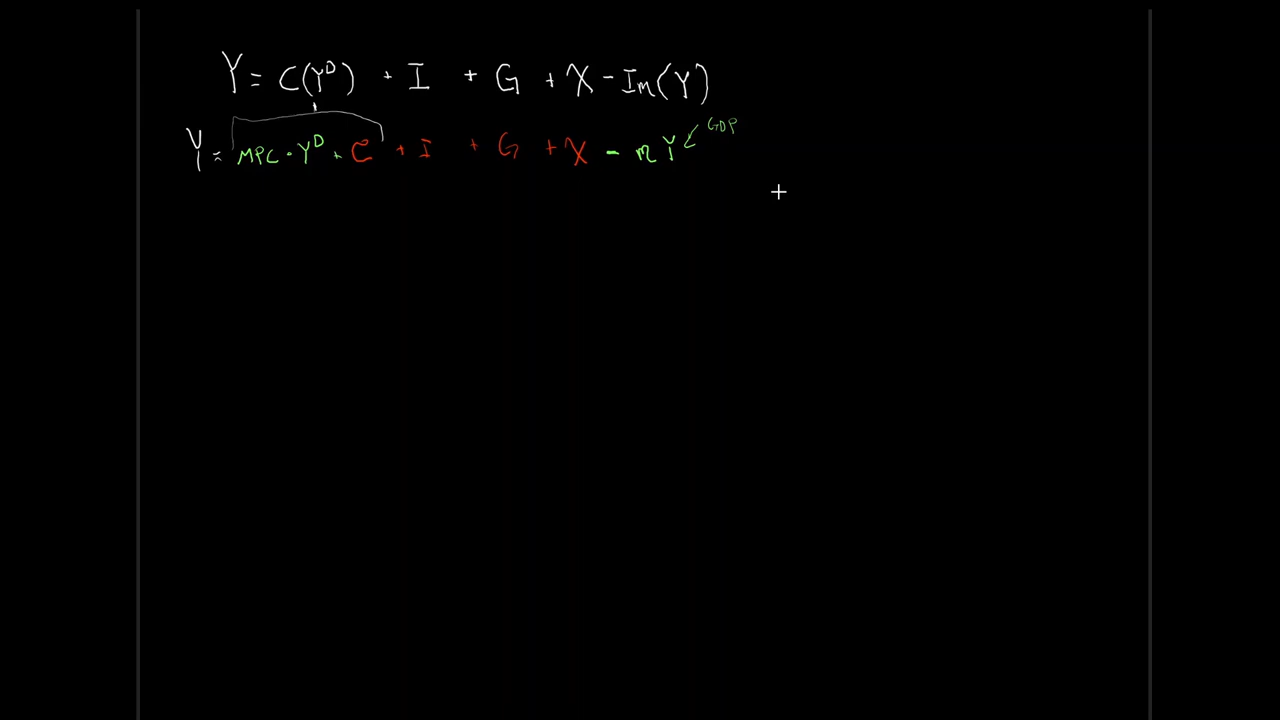 Y = C(Y^D) + I + G + X - Im(Y)
Y = MPC · Y^D + C + I + G + X - mY GDP